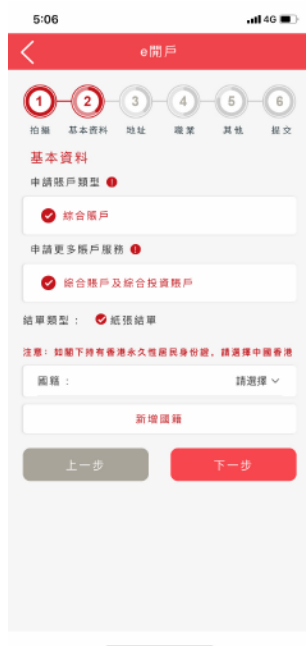 5:06 4G
e開戶
1 2 3 4 5 6
拍攝 基本資料 地址 職業 其他 提交
基本資料
申請賬戶類型
綜合賬戶
申請更多賬戶服務
綜合賬戶及綜合投資賬戶
結單類型： 紙張結單
注意：如閣下持有香港永久性居民身份證，請選擇中國香港
國籍： 請選擇
新增國籍
上一步 下一步